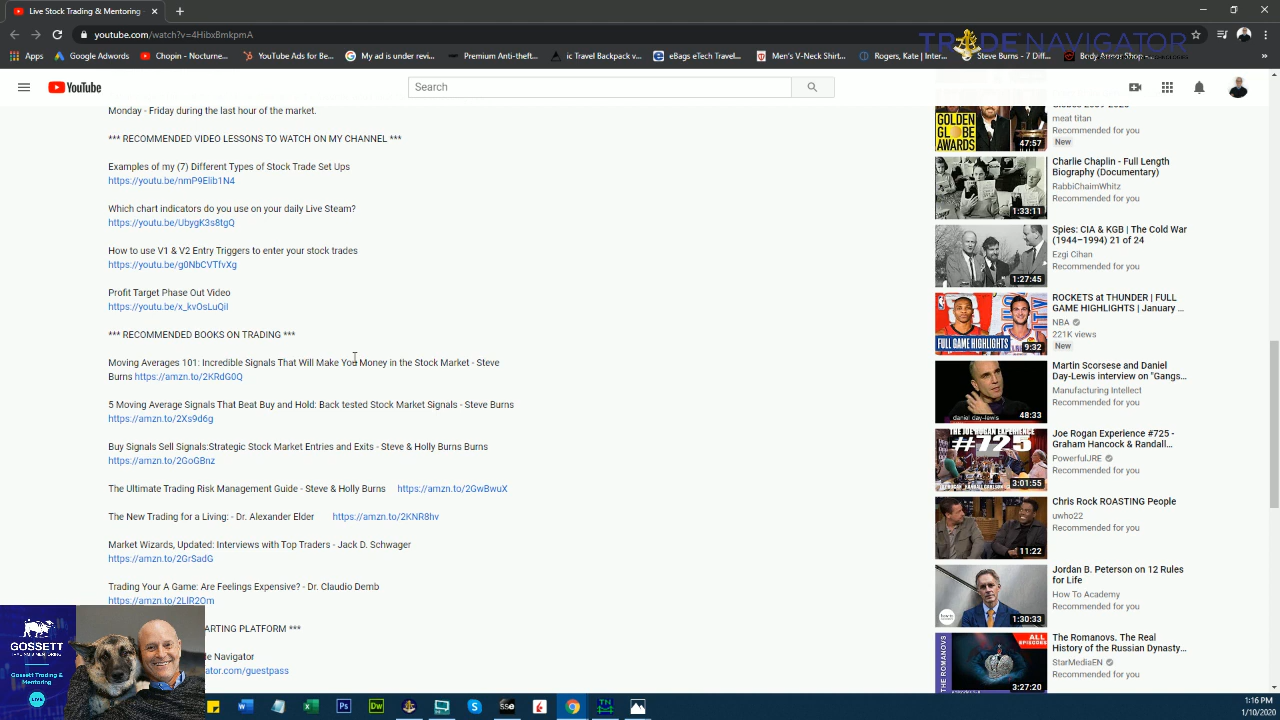 Live Stock Trading & Mentorin
youtube.com/watch?v=4HibxBmkpmA
TRADE NAVIGATOR
Apps
Google Adwords
Chopin - Nocturne o
Youtube Ads Best Be...
My ad is under revie...
Premium Anti-theft -
ic Travel Backpack w...
eBags eTech Down...
Men's V-Neck Shirt...
Rogers, Kate | Inter...
Steve Burns - 7 Diff...
Body Armor Shop -
YouTube
Search
Monday - Friday during the last hour of the market.
*** RECOMMENDED VIDEO LESSONS TO WATCH ON MY CHANNEL ***
Examples of my (7) Different Types of Stock Trade Set Ups
https://youtu.be/nmP9Elib1N4
Which chart indicators do you use on your daily Live Steam?
https://youtu.be/UbygK3s8tgQ
How to use V1 & V2 Entry Triggers to enter your stock trades
https://youtu.be/g0NbCVTfvXg
Profit Target Phase Out Video
https://youtu.be/x_kvOsLuQiI
*** RECOMMENDED BOOKS ON TRADING ***
Moving Averages 101: Incredible Signals That Will Make You Money in the Stock Market - Steve
Burns https://amzn.to/2KRdG0Q
5 Moving Average Signals That Beat Buy and Hold: Back tested Stock Market Signals - Steve Burns
https://amzn.to/2Xs9d6g
Buy Signals Sell Signals:Strategic Stock Market Entries and Exits - Steve & Holly Burns Burns
https://amzn.to/2GoGBnz
The Ultimate Trading Risk Management Guide - Steve & Holly Burns https://amzn.to/2GwBwuX
The New Trading for a Living: - Dr. Alexander Elder https://amzn.to/2KNR8hv
Market Wizards, Updated: Interviews with Top Traders - Jack D. Schwager
https://amzn.to/2GrSadG
Trading Your A Game: Are Feelings Expensive? - Dr. Claudio Demb
https://amzn.to/2LlR2Om
ARTING PLATFORM ***
de Navigator
ator.com/guestpass
GOSSETT
Gossett Trading &
Mentoring
LIVE
GOLDEN
GLOBE
AWARDS
47:57
meat titan
Recommended for you
New
1:33:11
Charlie Chaplin - Full Length
Biography (Documentary)
RabbiChaimWhitz
Recommended for you
1:27:45
Spies: CIA & KGB | The Cold War
(1944–1994) 21 of 24
Ezgi Cihan
Recommended for you
FULL GAME HIGHLIGHTS
9:32
ROCKETS at THUNDER | FULL
GAME HIGHLIGHTS | January ...
NBA
221K views
New
daniel day-lewis
48:33
Martin Scorsese and Daniel
Day-Lewis interview on "Gangs...
Manufacturing Intellect
Recommended for you
THE JOE ROGAN EXPERIENCE
#725
3:01:55
Joe Rogan Experience #725 -
Graham Hancock & Randall...
PowerfulJRE
Recommended for you
11:22
Chris Rock ROASTING People
uwho22
Recommended for you
how to
1:30:33
Jordan B. Peterson on 12 Rules
for Life
How To Academy
Recommended for you
THE ROMANOVS
ALL
EPISODES
3:27:20
The Romanovs. The Real
History of the Russian Dynasty...
StarMediaEN
Recommended for you
1:16 PM
1/10/2020